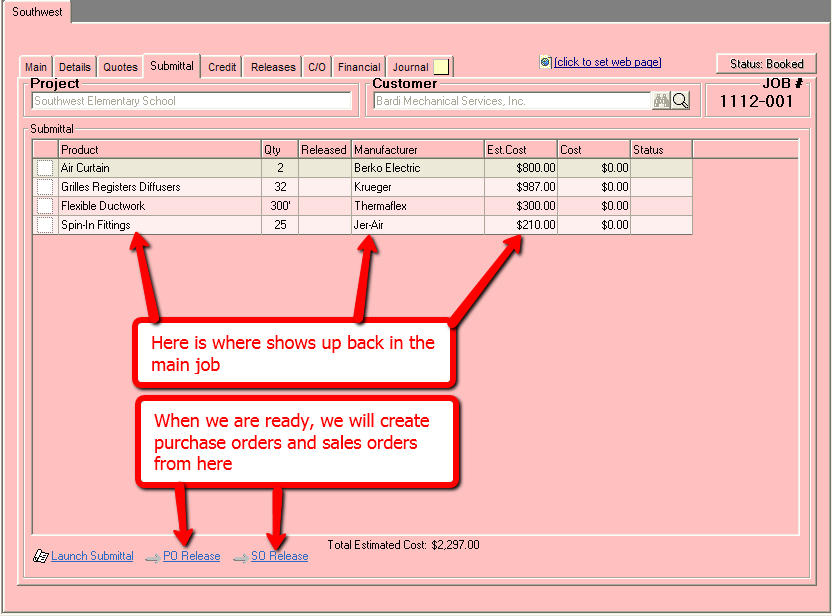 Southwest
Main Details Quotes Submittal Credit Releases C/O Financial Journal (click to set web page) Status: Booked
Project Customer JOB #
Southwest Elementary School Bardi Mechanical Services, Inc. 1112-001
Submittal
Product Qty Released Manufacturer Est.Cost Cost Status
Air Curtain 2 Berko Electric $800.00 $0.00
Grilles Registers Diffusers 32 Krueger $987.00 $0.00
Flexible Ductwork 300' Thermaflex $300.00 $0.00
Spin-In Fittings 25 Jer-Air $210.00 $0.00
Here is where shows up back in the
main job
When we are ready, we will create
purchase orders and sales orders
from here
Total Estimated Cost: $2,297.00
Launch Submittal PO Release SO Release